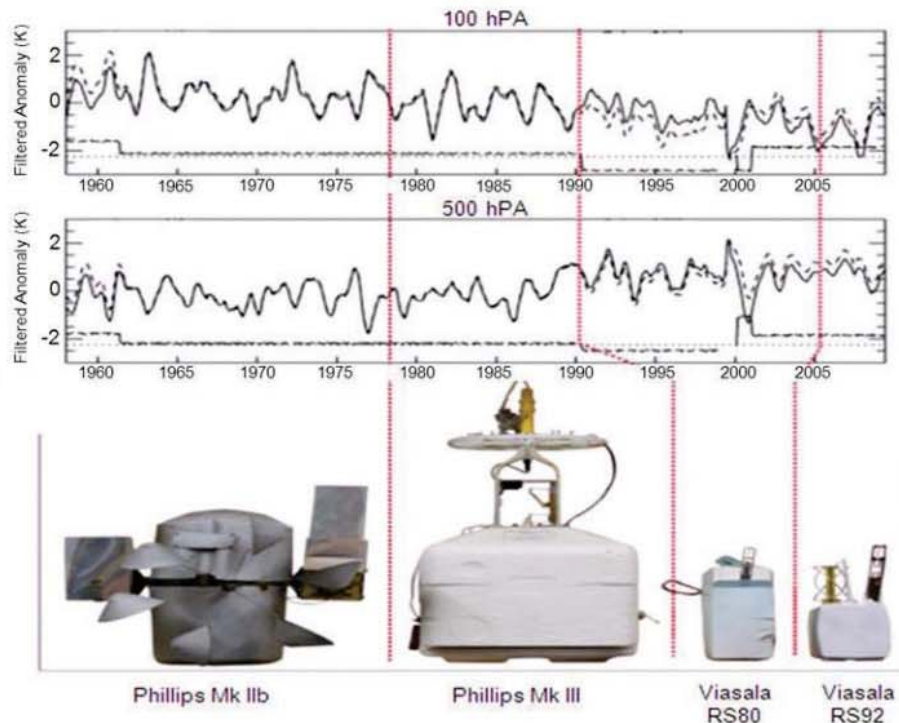 100 hPA
Filtered Anomaly (K)
2
0
-2
1960 1965 1970 1975 1980 1985 1990 1995 2000 2005
500 hPA
Filtered Anomaly (K)
2
0
-2
1960 1965 1970 1975 1980 1985 1990 1995 2000 2005
Phillips Mk IIb
Phillips Mk III
Viasala
RS80
Viasala
RS92